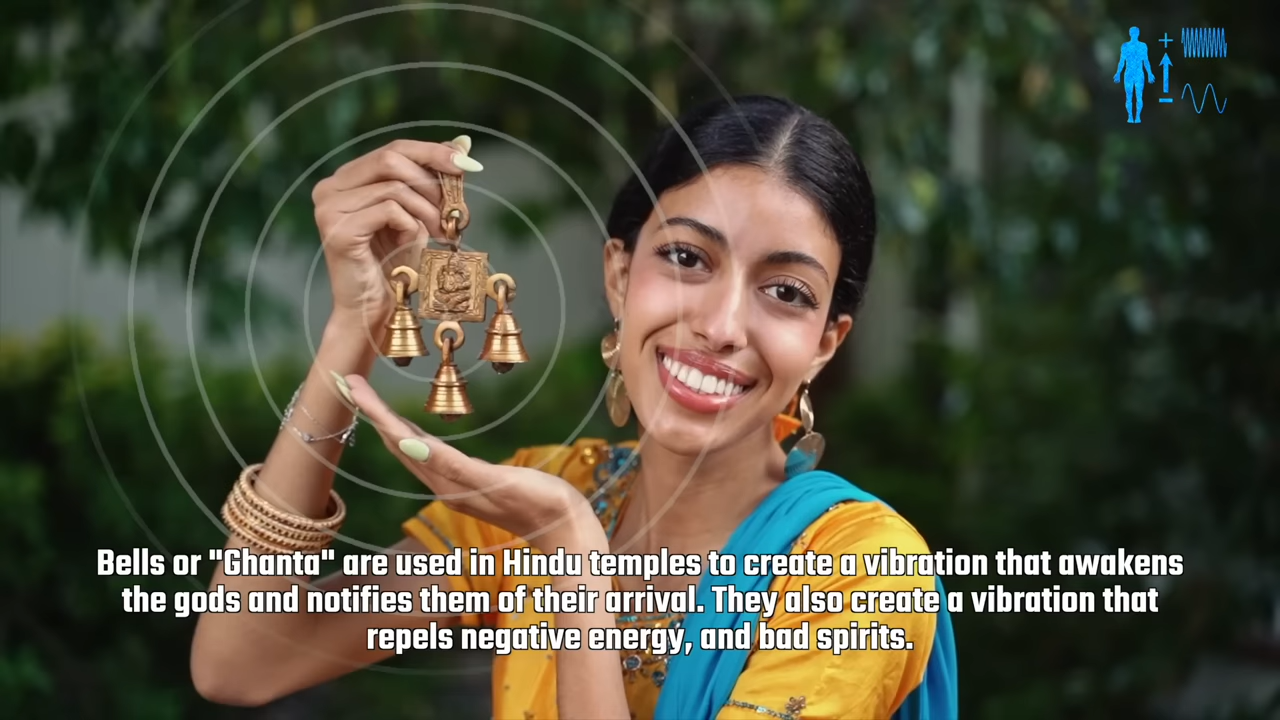 Bells or "Ghanta" are used in Hindu temples to create a vibration that awakens
the gods and notifies them of their arrival. They also create a vibration that
repels negative energy, and bad spirits.